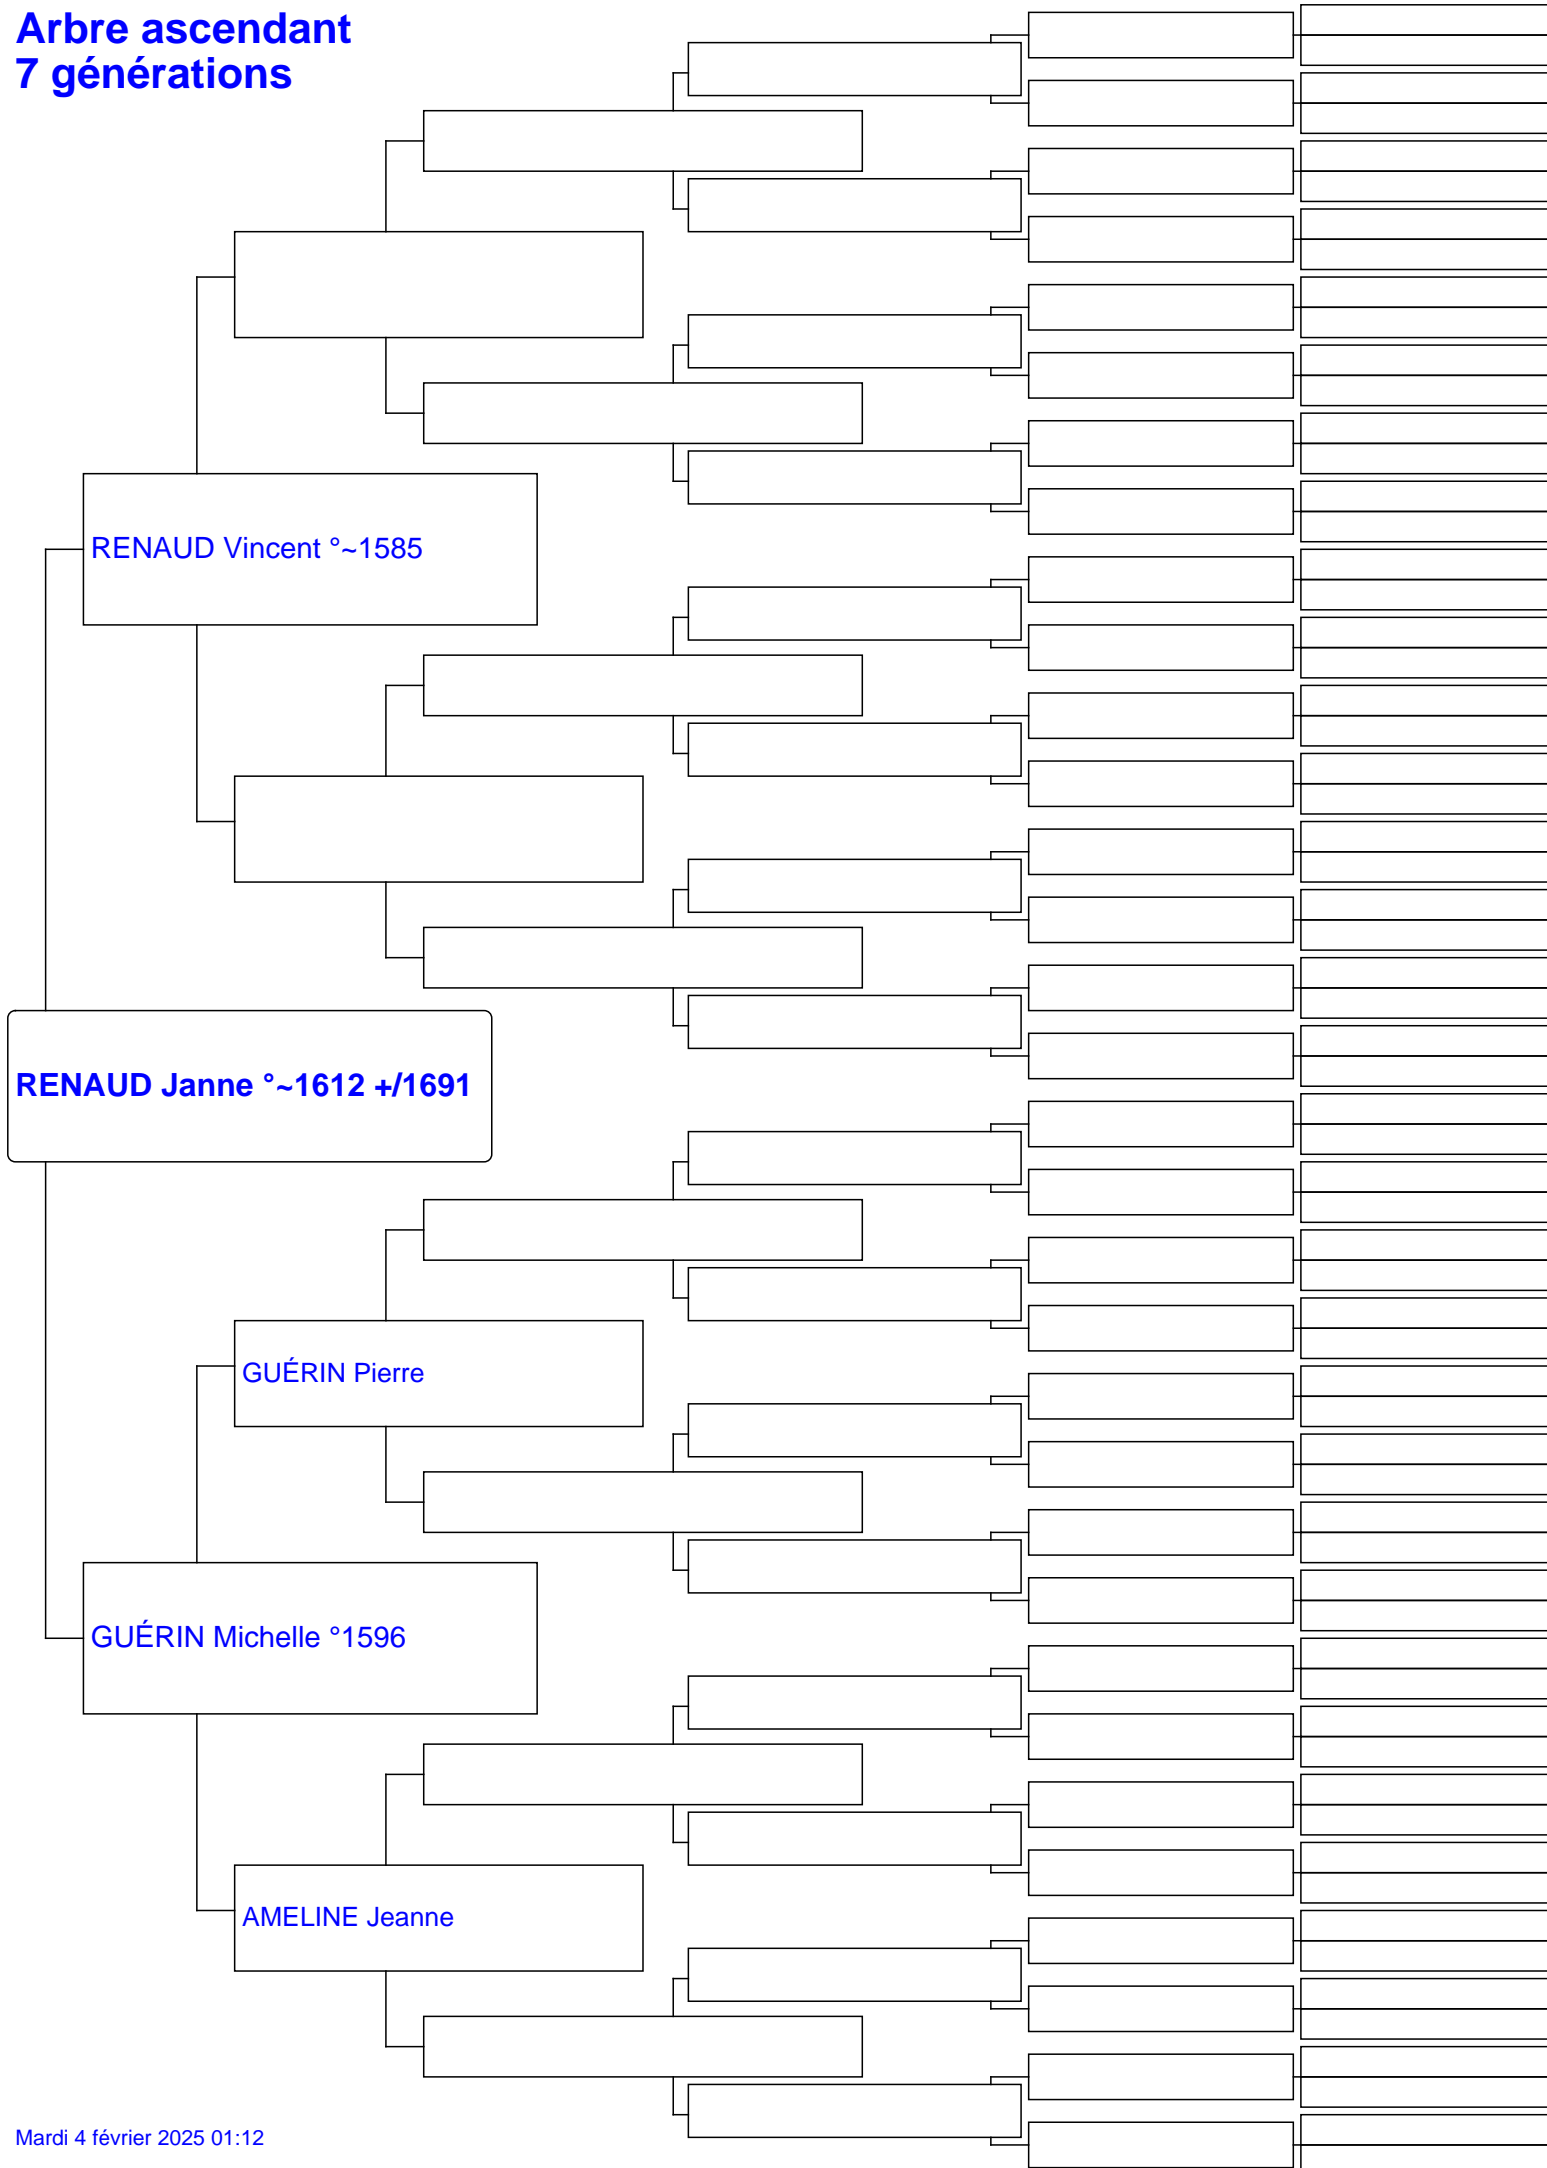 Arbre ascendant
7 générations
RENAUD Vincent °~1585
RENAUD Janne °~1612 +/1691
GUÉRIN Pierre
GUÉRIN Michelle °1596
AMELINE Jeanne
Mardi 4 février 2025 01:12